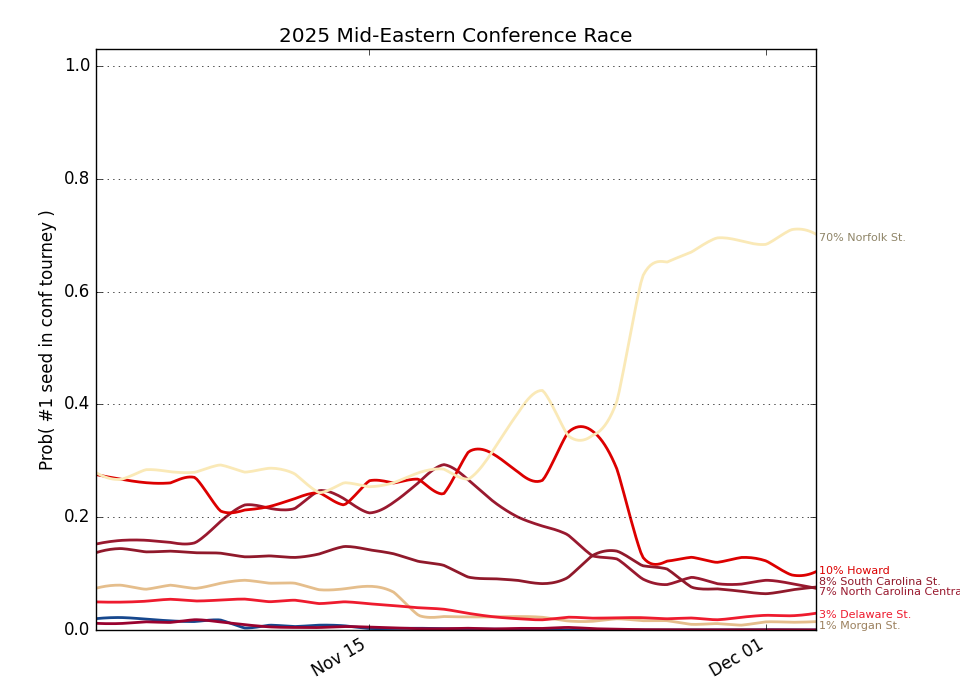 2025 Mid-Eastern Conference Race
Prob( #1 seed in conf tourney )
1.0
0.8
0.6
0.4
0.2
0.0
Nov 15
Dec 01
70% Norfolk St.
10% Howard
8% South Carolina St.
7% North Carolina Centra
3% Delaware St.
1% Morgan St.